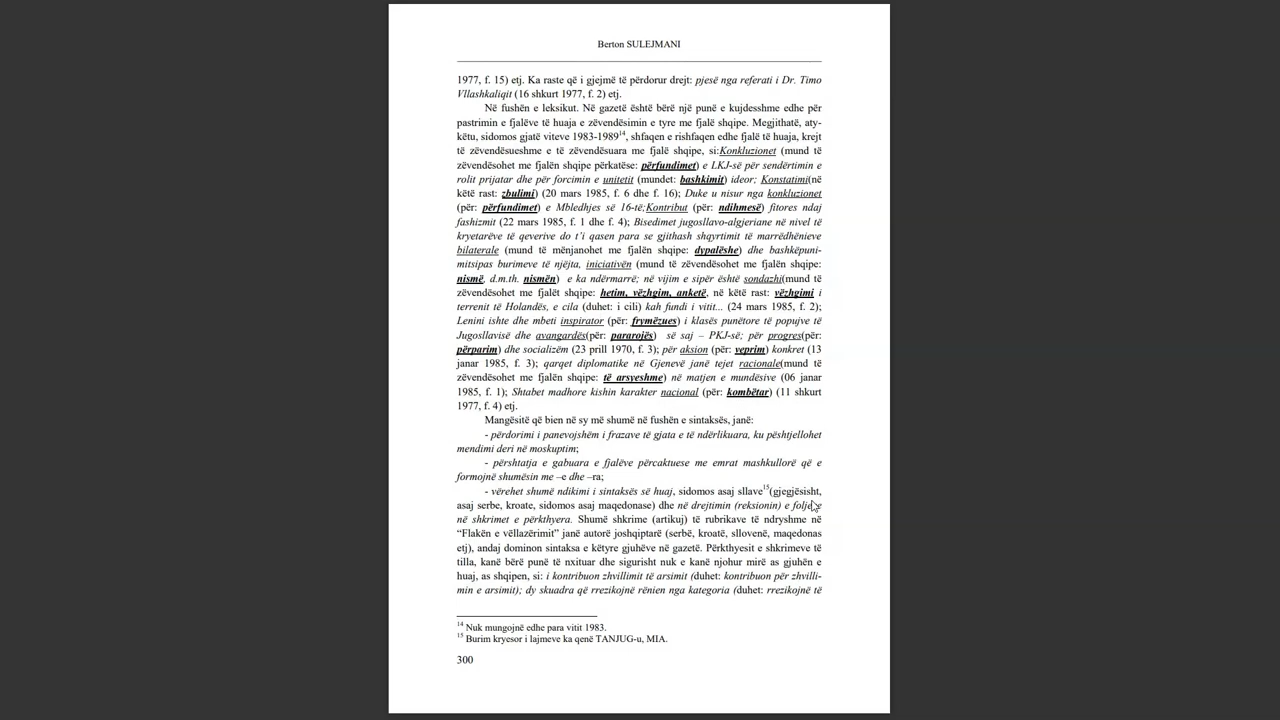 Berton SULEJMANI
1977, f. 15) etj. Ka raste që i gjejmë të përdorur drejt: pjesë nga referati i Dr. Timo
Vllashkaliqit (16 shkurt 1977, f. 2) etj.
Në fushën e leksikut. Në gazetë është bërë një punë e kujdesshme edhe për
pastrimin e fjalëve të huaja e zëvendësimin e tyre me fjalë shqipe. Megjithatë, aty-
këtu, sidomos gjatë viteve 1983-1989¹⁴, shfaqen e rishfaqen edhe fjalë të huaja, krejt
të zëvendësueshme e të zëvendësuara me fjalë shqipe, si:Konkluzionet (mund të
zëvendësohet me fjalën shqipe përkatëse: përfundimet) e LKJ-së për sendërtimin e
rolit prijatar dhe për forcimin e unitetit (mundet: bashkimit) ideor; Konstatimi(në
këtë rast: zbulimi) (20 mars 1985, f. 6 dhe f. 16); Duke u nisur nga konkluzionet
(për: përfundimet) e Mbledhjes së 16-të;Kontribut (për: ndihmesë) fitores ndaj
fashizmit (22 mars 1985, f. 1 dhe f. 4); Bisedimet jugosllavo-algjeriane në nivel të
kryetarëve të qeverive do t’i qasen para se gjithash shqyrtimit të marrëdhënieve
bilaterale (mund të mënjanohet me fjalën shqipe: dypalëshe) dhe bashkëpuni-
mitsipas burimeve të njëjta, iniciativën (mund të zëvendësohet me fjalën shqipe:
nismë, d.m.th. nismën) e ka ndërmarrë; në vijim e sipër është sondazhi(mund të
zëvendësohet me fjalët shqipe: hetim, vëzhgim, anketë, në këtë rast: vëzhgimi i
terrenit të Holandës, e cila (duhet: i cili) kah fundi i vitit... (24 mars 1985, f. 2);
Lenini ishte dhe mbeti inspirator (për: frymëzues) i klasës punëtore të popujve të
Jugosllavisë dhe avangardës(për: pararojës) së saj – PKJ-së; për progres(për:
përparim) dhe socializëm (23 prill 1970, f. 3); për aksion (për: veprim) konkret (13
janar 1985, f. 3); qarqet diplomatike në Gjenevë janë tejet racionale(mund të
zëvendësohet me fjalën shqipe: të arsyeshme) në matjen e mundësive (06 janar
1985, f. 1); Shtabet madhore kishin karakter nacional (për: kombëtar) (11 shkurt
1977, f. 4) etj.
Mangësitë që bien në sy më shumë në fushën e sintaksës, janë:
- përdorimi i panevojshëm i frazave të gjata e të ndërlikuara, ku pështjellohet
mendimi deri në moskuptim;
- përshtatja e gabuara e fjalëve përcaktuese me emrat mashkullorë që e
formojnë shumësin me –e dhe –ra;
- vërehet shumë ndikimi i sintaksës së huaj, sidomos asaj sllave¹⁵(gjegjësisht,
asaj serbe, kroate, sidomos asaj maqedonase) dhe në drejtimin (reksionin) e foljeve
në shkrimet e përkthyera. Shumë shkrime (artikuj) të rubrikave të ndryshme në
“Flakën e vëllazërimit” janë autorë joshqiptarë (serbë, kroatë, sllovenë, maqedonas
etj), andaj dominon sintaksa e këtyre gjuhëve në gazetë. Përkthyesit e shkrimeve të
tilla, kanë bërë punë të nxituar dhe sigurisht nuk e kanë njohur mirë as gjuhën e
huaj, as shqipen, si: i kontribuon zhvillimit të arsimit (duhet: kontribuon për zhvilli-
min e arsimit); dy skuadra që rrezikojnë rënien nga kategoria (duhet: rrezikojnë të
¹⁴ Nuk mungojnë edhe para vitit 1983.
¹⁵ Burim kryesor i lajmeve ka qenë TANJUG-u, MIA.
300